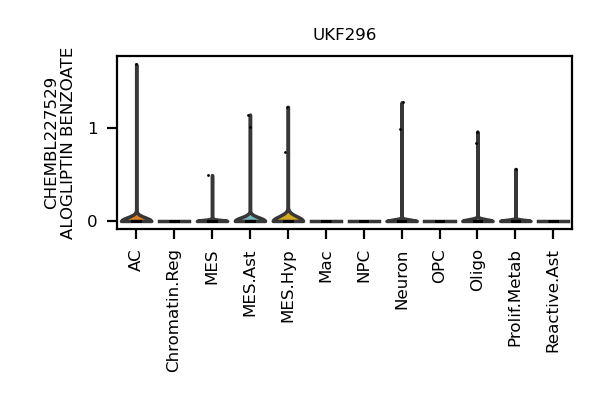 UKF296
CHEMBL227529
ALOGLIPTIN BENZOATE
1
0
AC
Chromatin.Reg
MES
MES.Ast
MES.Hyp
Mac
NPC
Neuron
OPC
Oligo
Prolif.Metab
Reactive.Ast